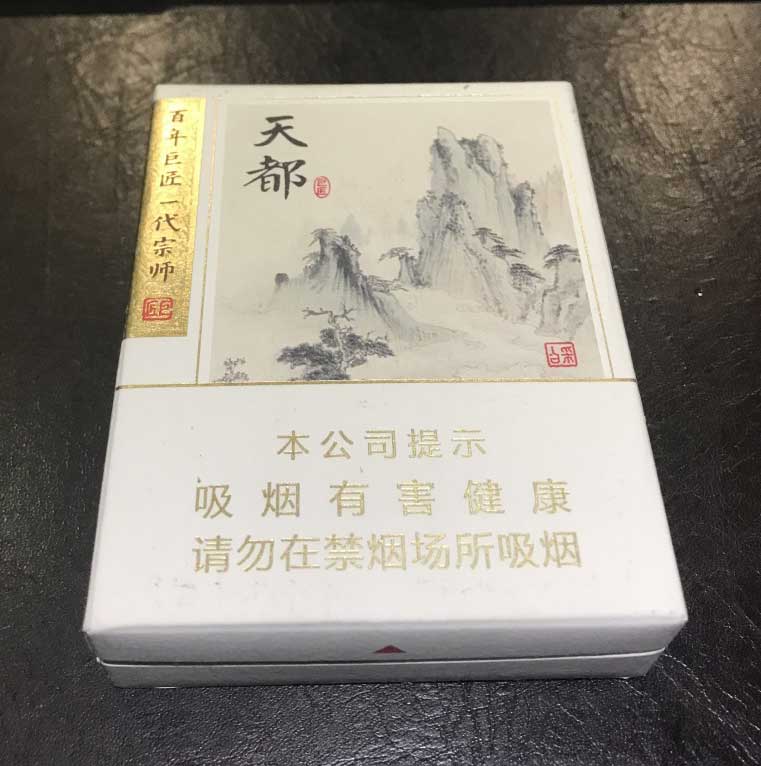 百年巨匠一代宗师
天都
本公司提示
吸烟有害健康
请勿在禁烟场所吸烟